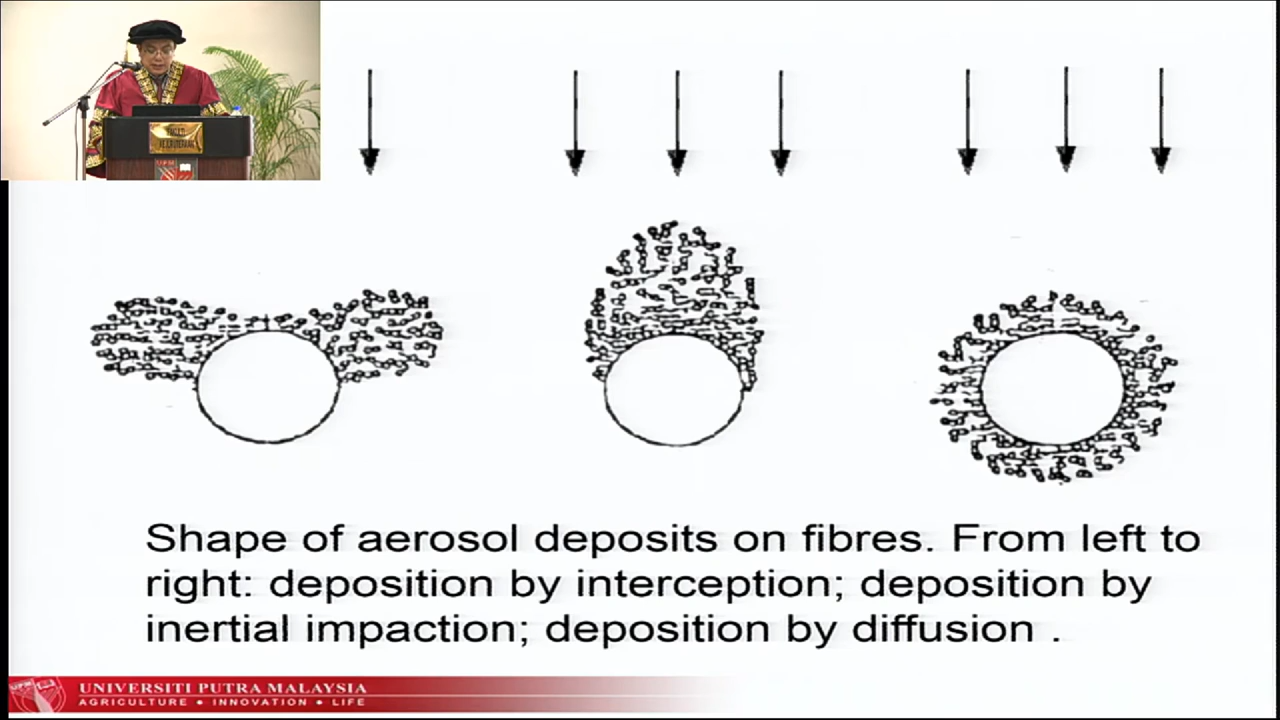 Shape of aerosol deposits on fibres. From left to
right: deposition by interception; deposition by
inertial impaction; deposition by diffusion .
UNIVERSITI PUTRA MALAYSIA
AGRICULTURE • INNOVATION • LIFE